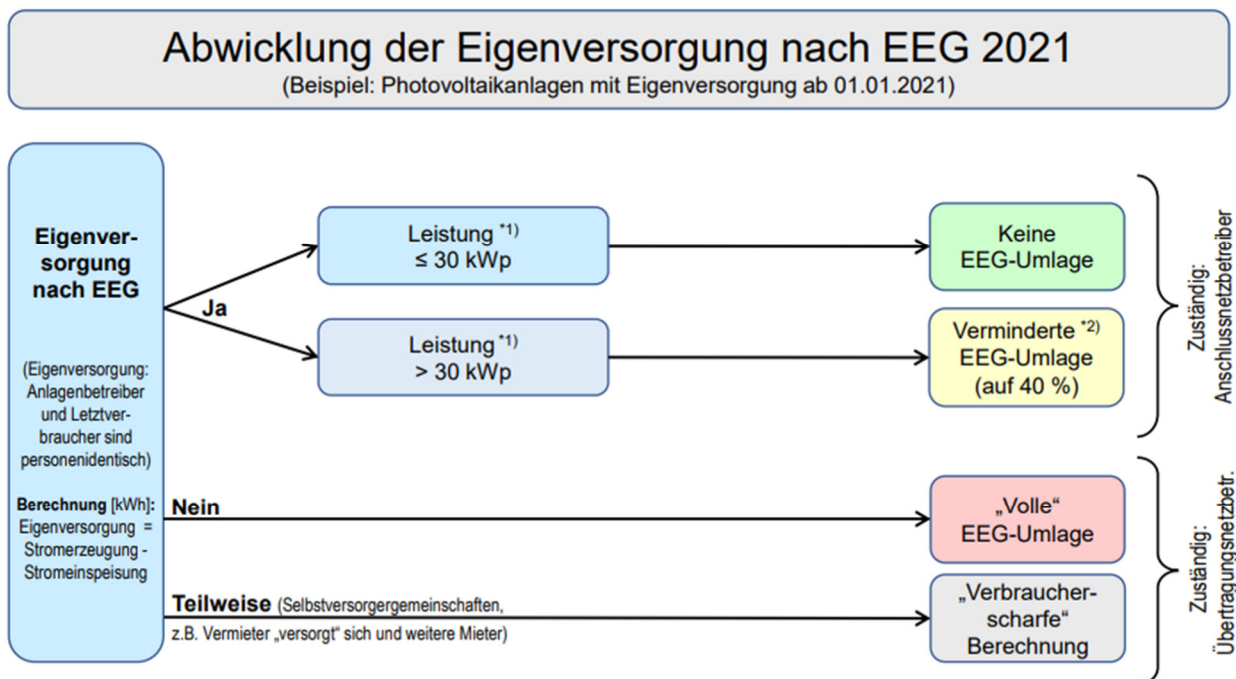 Abwicklung der Eigenversorgung nach EEG 2021
(Beispiel: Photovoltaikanlagen mit Eigenversorgung ab 01.01.2021)
Eigenver-
sorgung
nach EEG
(Eigenversorgung:
Anlagenbetreiber
und Letztver-
braucher sind
personenidentisch)
Berechnung [kWh]:
Eigenversorgung =
Stromerzeugung -
Stromeinspeisung
Ja
Leistung *1)
≤ 30 kWp
Keine
EEG-Umlage
Leistung *1)
> 30 kWp
Verminderte *2)
EEG-Umlage
(auf 40 %)
Zuständig:
Anschlussnetzbetreiber
Nein
„Volle“
EEG-Umlage
Teilweise (Selbstversorgergemeinschaften,
z.B. Vermieter „versorgt“ sich und weitere Mieter)
„Verbraucher-
scharfe“
Berechnung
Zuständig:
Übertragungsnetzbetr.